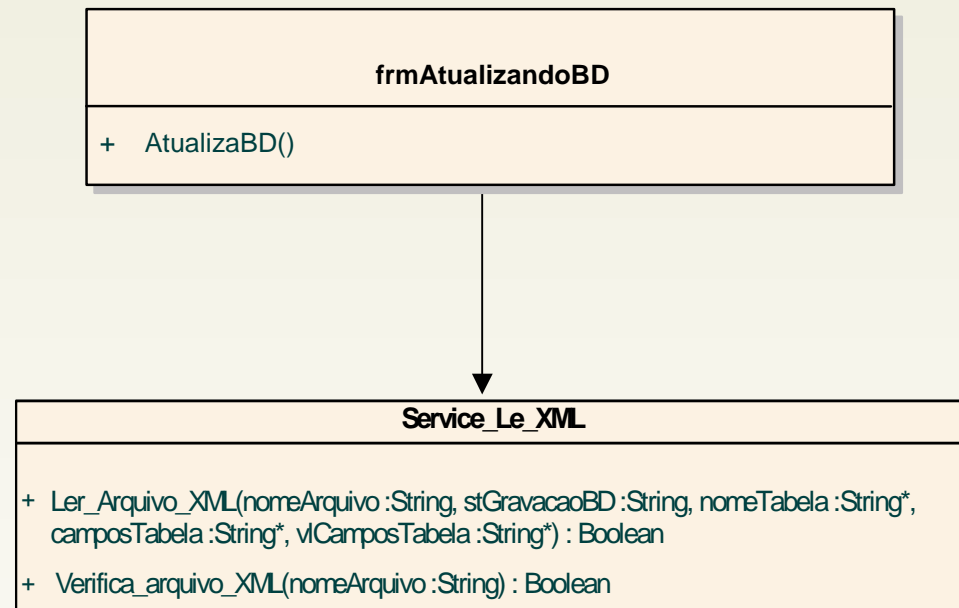 frmAtualizandoBD
+ AtualizaBD()
Service_Le_XML
+ Ler_Arquivo_XML(nomeArquivo :String, stGravacaoBD :String, nomeTabela :String*,
camposTabela :String*, vlCamposTabela :String*) : Boolean
+ Verifica_arquivo_XML(nomeArquivo :String) : Boolean